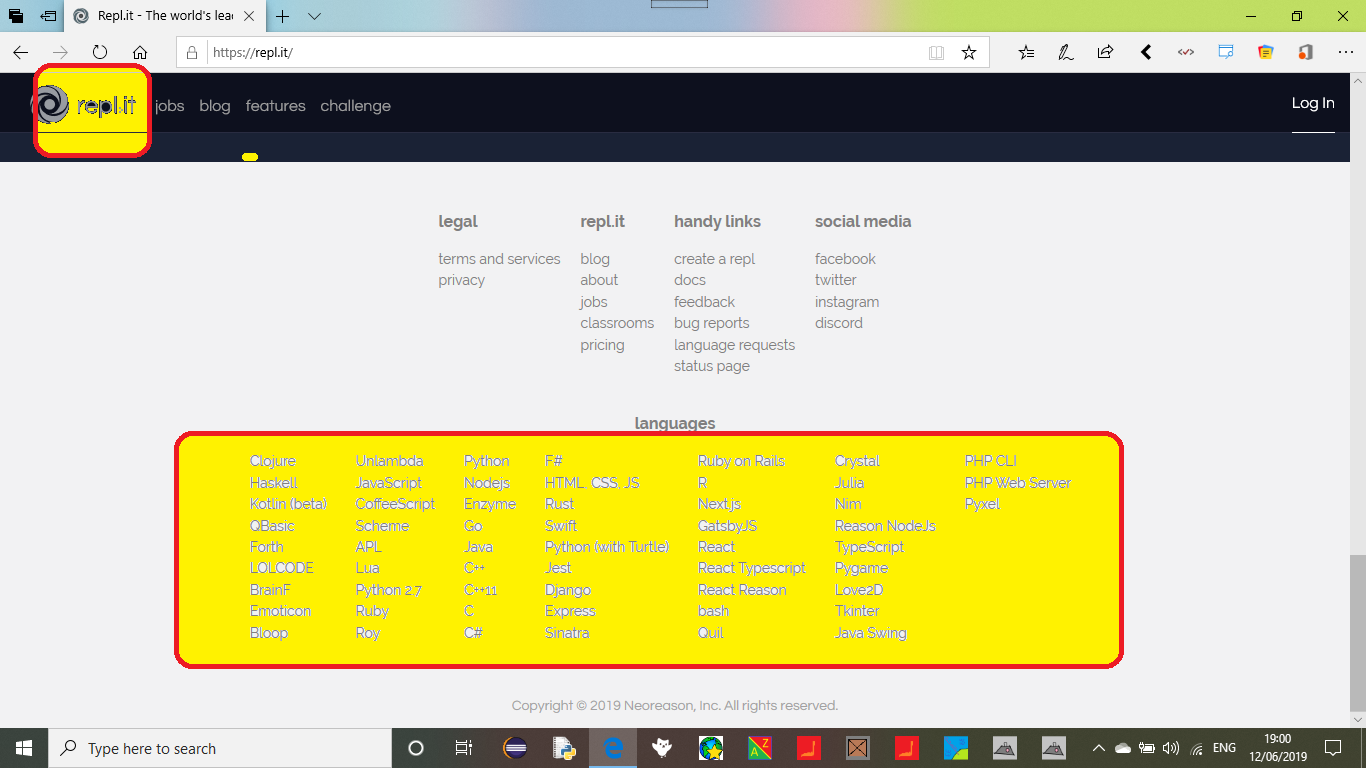 Repl.it - The world's lea
https://repl.it/
repl.it jobs blog features challenge Log In
legal
terms and services
privacy
repl.it
blog
about
jobs
classrooms
pricing
handy links
create a repl
docs
feedback
bug reports
language requests
status page
social media
facebook
twitter
instagram
discord
languages
Clojure
Haskell
Kotlin (beta)
QBasic
Forth
LOLCODE
BrainF
Emoticon
Bloop
Unlambda
JavaScript
CoffeeScript
Scheme
APL
Lua
Python 2.7
Ruby
Roy
Python
Nodejs
Enzyme
Go
Java
C++
C++11
C
C#
F#
HTML, CSS, JS
Rust
Swift
Python (with Turtle)
Jest
Django
Express
Sinatra
Ruby on Rails
R
Next.js
GatsbyJS
React
React Typescript
React Reason
bash
Quil
Crystal
Julia
Nim
Reason NodeJs
TypeScript
Pygame
Love2D
Tkinter
Java Swing
PHP CLI
PHP Web Server
Pyxel
Copyright © 2019 Neoreason, Inc. All rights reserved.
Type here to search
A Z
ENG
19:00
12/06/2019